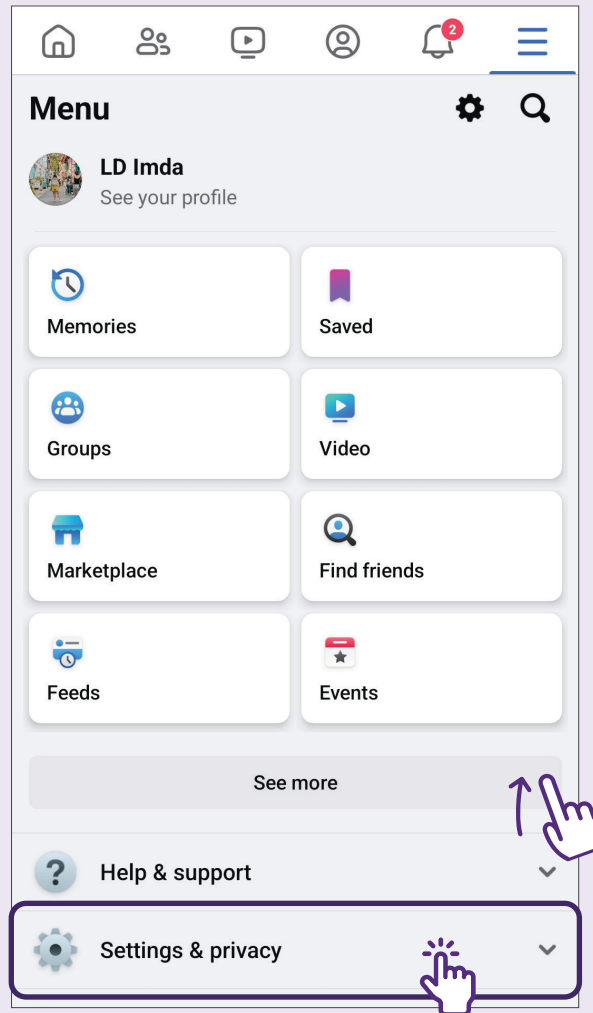 2
Menu
LD Imda
See your profile
Memories
Saved
Groups
Video
Marketplace
Find friends
Feeds
Events
See more
? Help & support
Settings & privacy